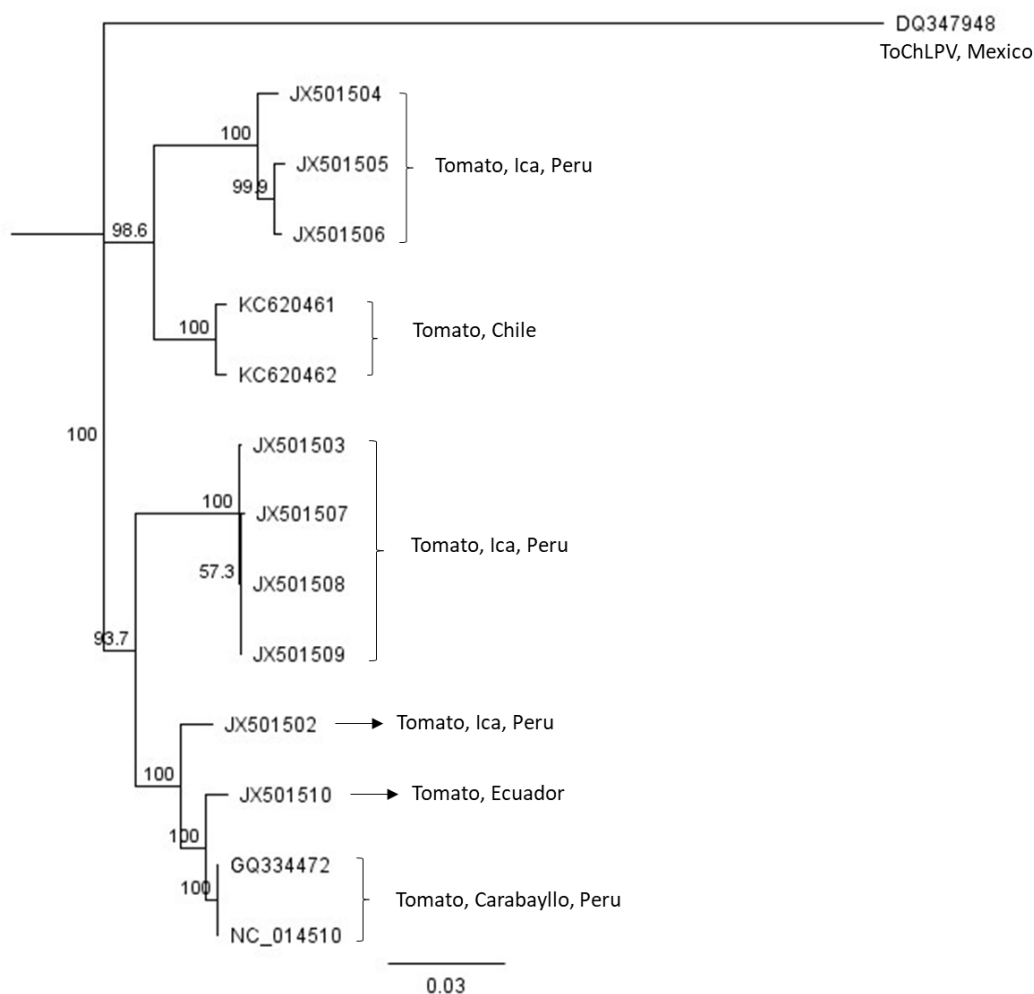 DQ347948
ToChLPV, Mexico
JX501504
100
JX501505
Tomato, Ica, Peru
99.9
98.6
JX501506
KC620461
100
Tomato, Chile
KC620462
100
JX501503
100
JX501507
Tomato, Ica, Peru
57.3
JX501508
93.7
JX501509
JX501502
Tomato, Ica, Peru
100
JX501510
Tomato, Ecuador
100
GQ334472
100
Tomato, Carabayllo, Peru
NC_014510
0.03